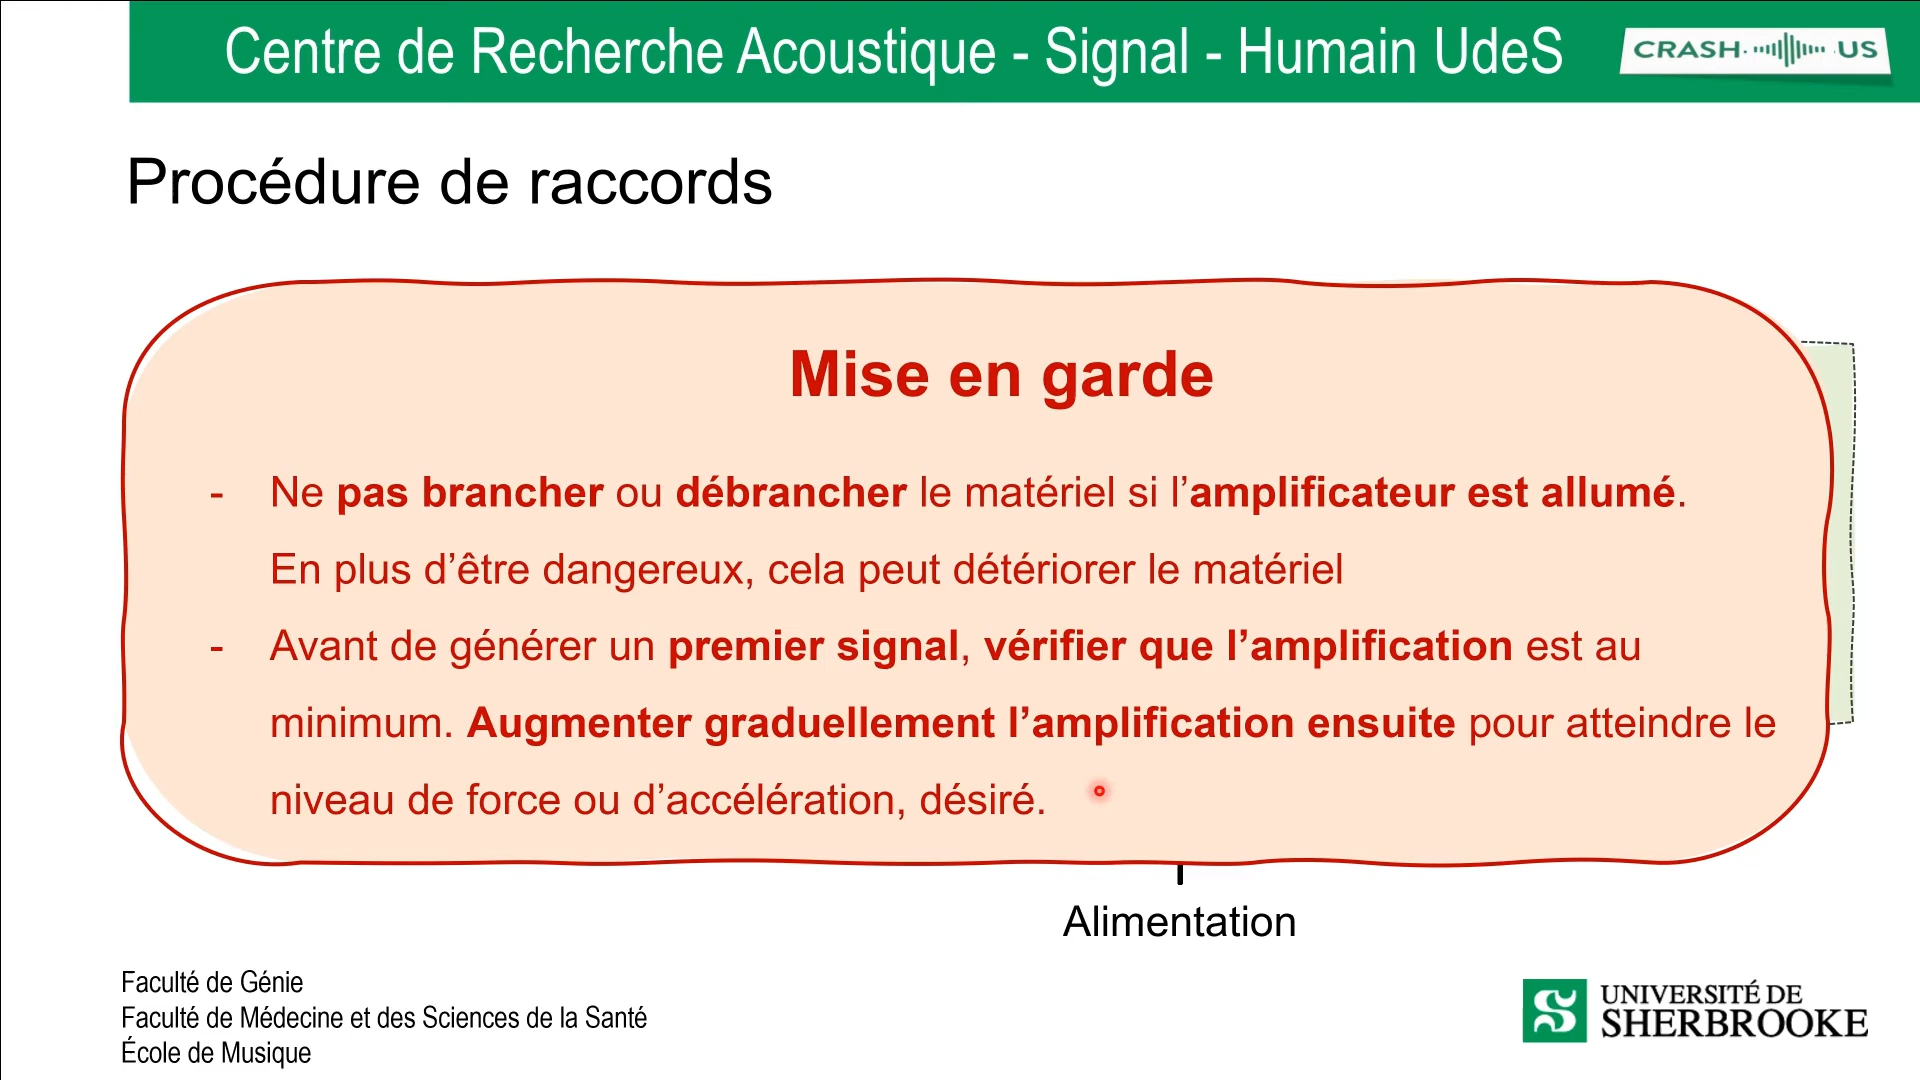 Centre de Recherche Acoustique - Signal - Humain UdeS
CRASH US
Procédure de raccords
Mise en garde
- Ne pas brancher ou débrancher le matériel si l’amplificateur est allumé.
En plus d’être dangereux, cela peut détériorer le matériel
- Avant de générer un premier signal, vérifier que l’amplification est au
minimum. Augmenter graduellement l’amplification ensuite pour atteindre le
niveau de force ou d’accélération, désiré.
Alimentation
Faculté de Génie
Faculté de Médecine et des Sciences de la Santé
École de Musique
UNIVERSITÉ DE
SHERBROOKE